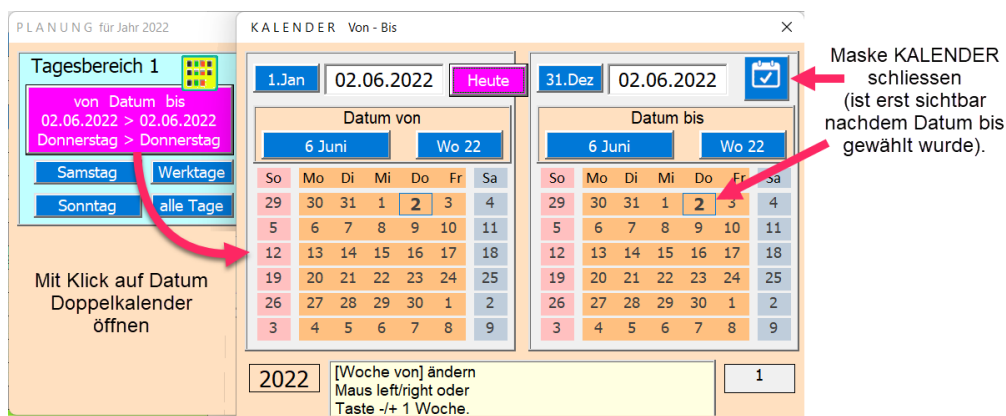 P L A N U N G für Jahr 2022
Tagesbereich 1
von Datum bis
02.06.2022 > 02.06.2022
Donnerstag > Donnerstag
Samstag Werktage
Sonntag alle Tage
Mit Klick auf Datum
Doppelkalender
öffnen
K A L E N D E R Von - Bis
1.Jan 02.06.2022 Heute 31.Dez 02.06.2022
Datum von
6 Juni Wo 22
So Mo Di Mi Do Fr Sa
29 30 31 1 2 3 4
5 6 7 8 9 10 11
12 13 14 15 16 17 18
19 20 21 22 23 24 25
26 27 28 29 30 1 2
3 4 5 6 7 8 9
Datum bis
6 Juni Wo 22
So Mo Di Mi Do Fr Sa
29 30 31 1 2 3 4
5 6 7 8 9 10 11
12 13 14 15 16 17 18
19 20 21 22 23 24 25
26 27 28 29 30 1 2
3 4 5 6 7 8 9
2022
[Woche von] ändern
Maus left/right oder
Taste -/+ 1 Woche.
1
Maske KALENDER
schliessen
(ist erst sichtbar
nachdem Datum bis
gewählt wurde).